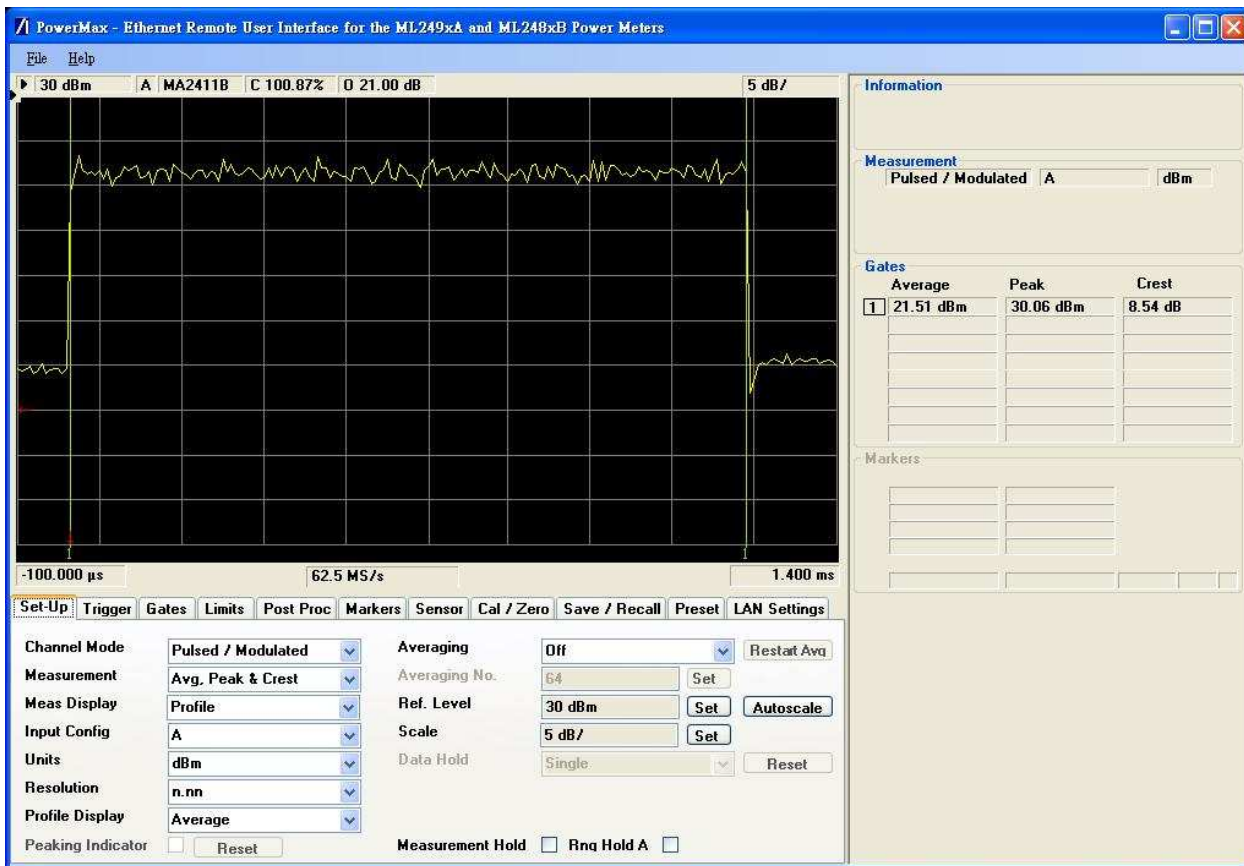 PowerMax - Ethernet Remote User Interface for the ML249xA and ML248xB Power Meters
File Help
30 dBm A MA2411B C 100.87% O 21.00 dB 5 dB/
1 1
-100.000 µs 62.5 MS/s 1.400 ms
Information
Measurement
Pulsed / Modulated A dBm
Gates
Average Peak Crest
1 21.51 dBm 30.06 dBm 8.54 dB
Markers
Set-Up Trigger Gates Limits Post Proc Markers Sensor Cal / Zero Save / Recall Preset LAN Settings
Channel Mode Pulsed / Modulated Averaging Off Restart Avg
Measurement Avg, Peak & Crest Averaging No. 64 Set
Meas Display Profile Ref. Level 30 dBm Set Autoscale
Input Config A Scale 5 dB/ Set
Units dBm Data Hold Single Reset
Resolution n.nn
Profile Display Average
Peaking Indicator Reset Measurement Hold Rng Hold A